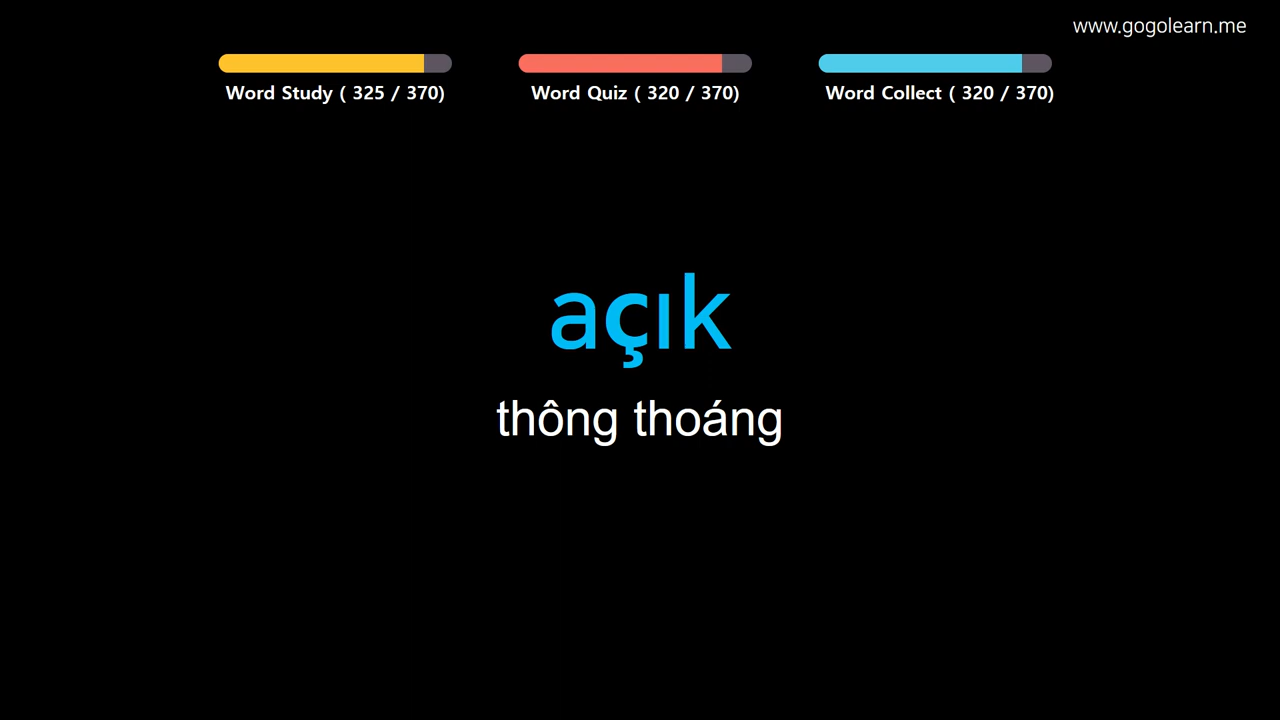 www.gogolearn.me
Word Study ( 325 / 370)
Word Quiz ( 320 / 370)
Word Collect ( 320 / 370)
açık
thông thoáng